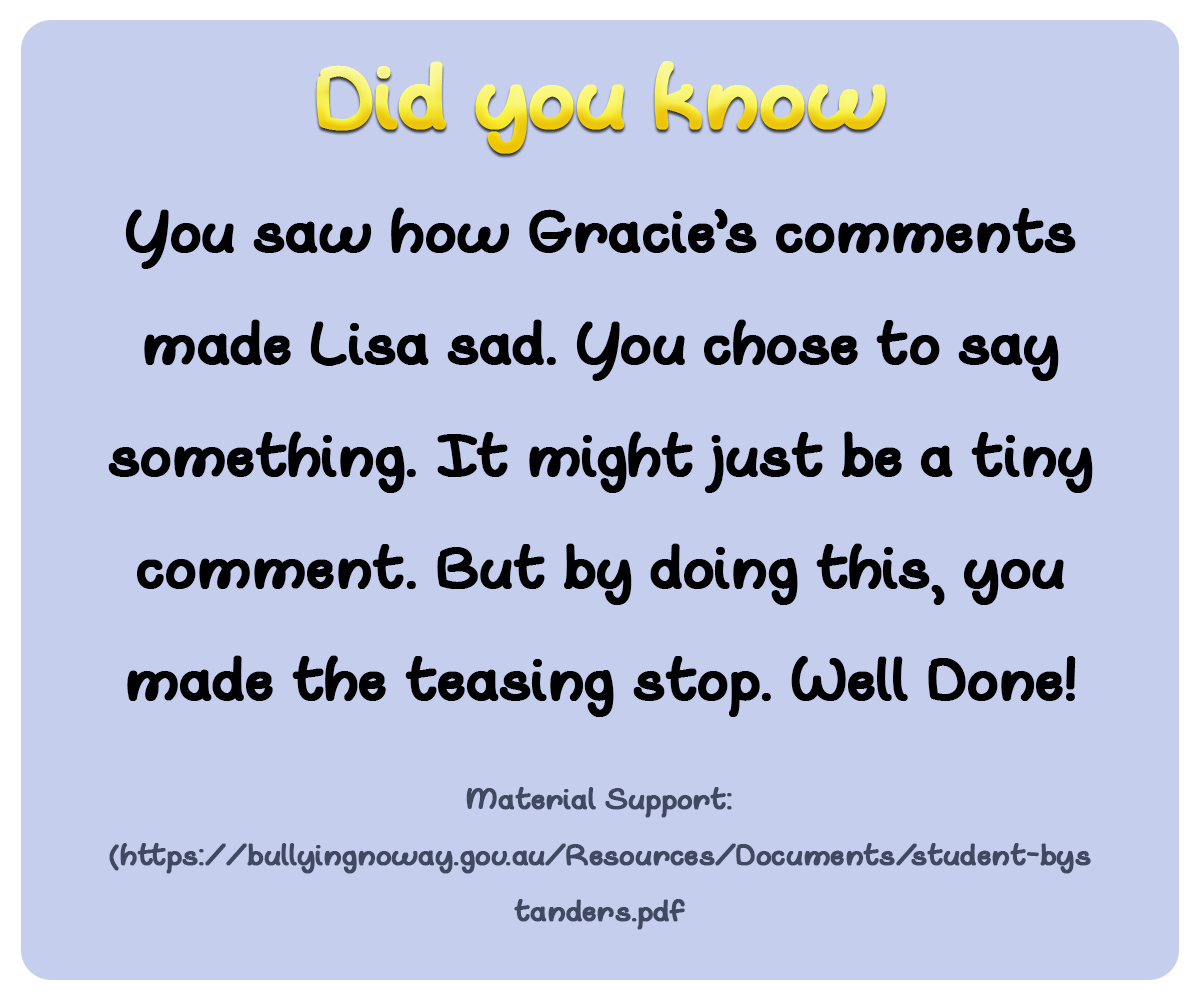 Did you know
You saw how Gracie’s comments
made Lisa sad. You chose to say
something. It might just be a tiny
comment. But by doing this, you
made the teasing stop. Well Done!
Material Support:
(https://bullyingnoway.gov.au/Resources/Documents/student-bys
tanders.pdf